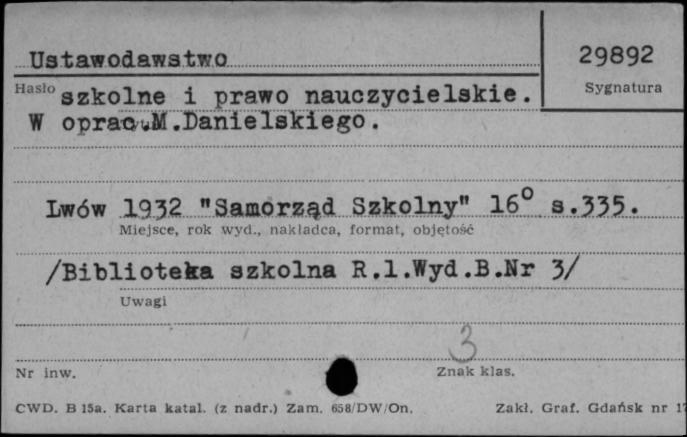 Ustawodawstwo
29892
Hasło
Sygnatura
szkolne i prawo nauczycielskie.
W oprac.M.Danielskiego.
Lwów 1932 "Samorząd Szkolny" 16° s.335.
Miejsce, rok wyd., nakładca, format, objętość
/Biblioteka szkolna R.l.Wyd.B.Nr 3/
Uwagi
3
Nr inw.
Znak klas.
CWD. B 15a. Karta katal. (z nadr.) Zam. 658/DW/On.
Zakł. Graf. Gdańsk nr